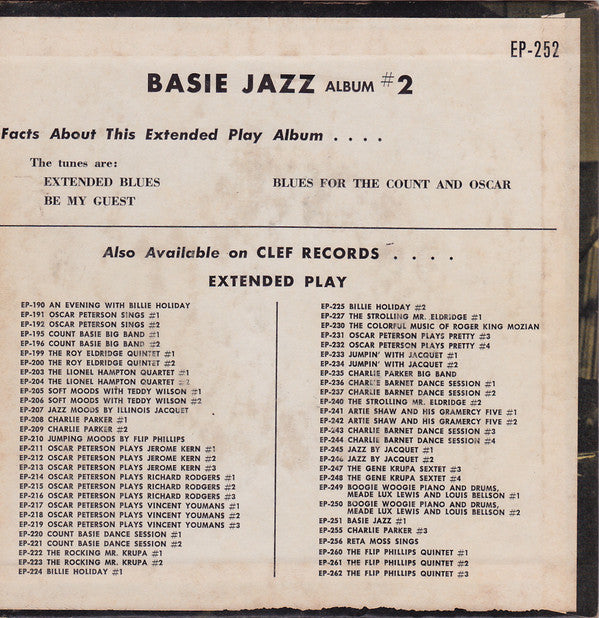 EP-252
BASIE JAZZ ALBUM #2
Facts About This Extended Play Album . . . .
The tunes are:
EXTENDED BLUES
BE MY GUEST
BLUES FOR THE COUNT AND OSCAR
Also Available on CLEF RECORDS . . . .
EXTENDED PLAY
EP-190 AN EVENING WITH BILLIE HOLIDAY
EP-191 OSCAR PETERSON SINGS #1
EP-192 OSCAR PETERSON SINGS #2
EP-195 COUNT BASIE BIG BAND #1
EP-196 COUNT BASIE BIG BAND #2
EP-199 THE ROY ELDRIDGE QUINTET #1
EP-200 THE ROY ELDRIDGE QUINTET #2
EP-203 THE LIONEL HAMPTON QUARTET #1
EP-204 THE LIONEL HAMPTON QUARTET #2
EP-205 SOFT MOODS WITH TEDDY WILSON #1
EP-206 SOFT MOODS WITH TEDDY WILSON #2
EP-207 JAZZ MOODS BY ILLINOIS JACQUET
EP-208 CHARLIE PARKER #1
EP-209 CHARLIE PARKER #2
EP-210 JUMPING MOODS BY FLIP PHILLIPS
EP-211 OSCAR PETERSON PLAYS JEROME KERN #1
EP-212 OSCAR PETERSON PLAYS JEROME KERN #2
EP-213 OSCAR PETERSON PLAYS JEROME KERN #3
EP-214 OSCAR PETERSON PLAYS RICHARD RODGERS #1
EP-215 OSCAR PETERSON PLAYS RICHARD RODGERS #2
EP-216 OSCAR PETERSON PLAYS RICHARD RODGERS #3
EP-217 OSCAR PETERSON PLAYS VINCENT YOUMANS #1
EP-218 OSCAR PETERSON PLAYS VINCENT YOUMANS #2
EP-219 OSCAR PETERSON PLAYS VINCENT YOUMANS #3
EP-220 COUNT BASIE DANCE SESSION #1
EP-221 COUNT BASIE DANCE SESSION #2
EP-222 THE ROCKING MR. KRUPA #1
EP-223 THE ROCKING MR. KRUPA #2
EP-224 BILLIE HOLIDAY #1
EP-225 BILLIE HOLIDAY #2
EP-227 THE STROLLING MR. ELDRIDGE #1
EP-230 THE COLORFUL MUSIC OF ROGER KING MOZIAN
EP-231 OSCAR PETERSON PLAYS PRETTY #3
EP-232 OSCAR PETERSON PLAYS PRETTY #4
EP-233 JUMPIN' WITH JACQUET #1
EP-234 JUMPIN' WITH JACQUET #2
EP-235 CHARLIE PARKER BIG BAND
EP-236 CHARLIE BARNET DANCE SESSION #1
EP-237 CHARLIE BARNET DANCE SESSION #2
EP-240 THE STROLLING MR. ELDRIDGE #2
EP-241 ARTIE SHAW AND HIS GRAMERCY FIVE #1
EP-242 ARTIE SHAW AND HIS GRAMERCY FIVE #2
EP-243 CHARLIE BARNET DANCE SESSION #3
EP-244 CHARLIE BARNET DANCE SESSION #4
EP-245 JAZZ BY JACQUET #1
EP-246 JAZZ BY JACQUET #2
EP-247 THE GENE KRUPA SEXTET #3
EP-248 THE GENE KRUPA SEXTET #4
EP-249 BOOGIE WOOGIE PIANO AND DRUMS,
MEADE LUX LEWIS AND LOUIS BELLSON #1
EP-250 BOOGIE WOOGIE PIANO AND DRUMS,
MEADE LUX LEWIS AND LOUIS BELLSON #2
EP-251 BASIE JAZZ #1
EP-255 CHARLIE PARKER #3
EP-256 RETA MOSS SINGS
EP-260 THE FLIP PHILLIPS QUINTET #1
EP-261 THE FLIP PHILLIPS QUINTET #2
EP-262 THE FLIP PHILLIPS QUINTET #3